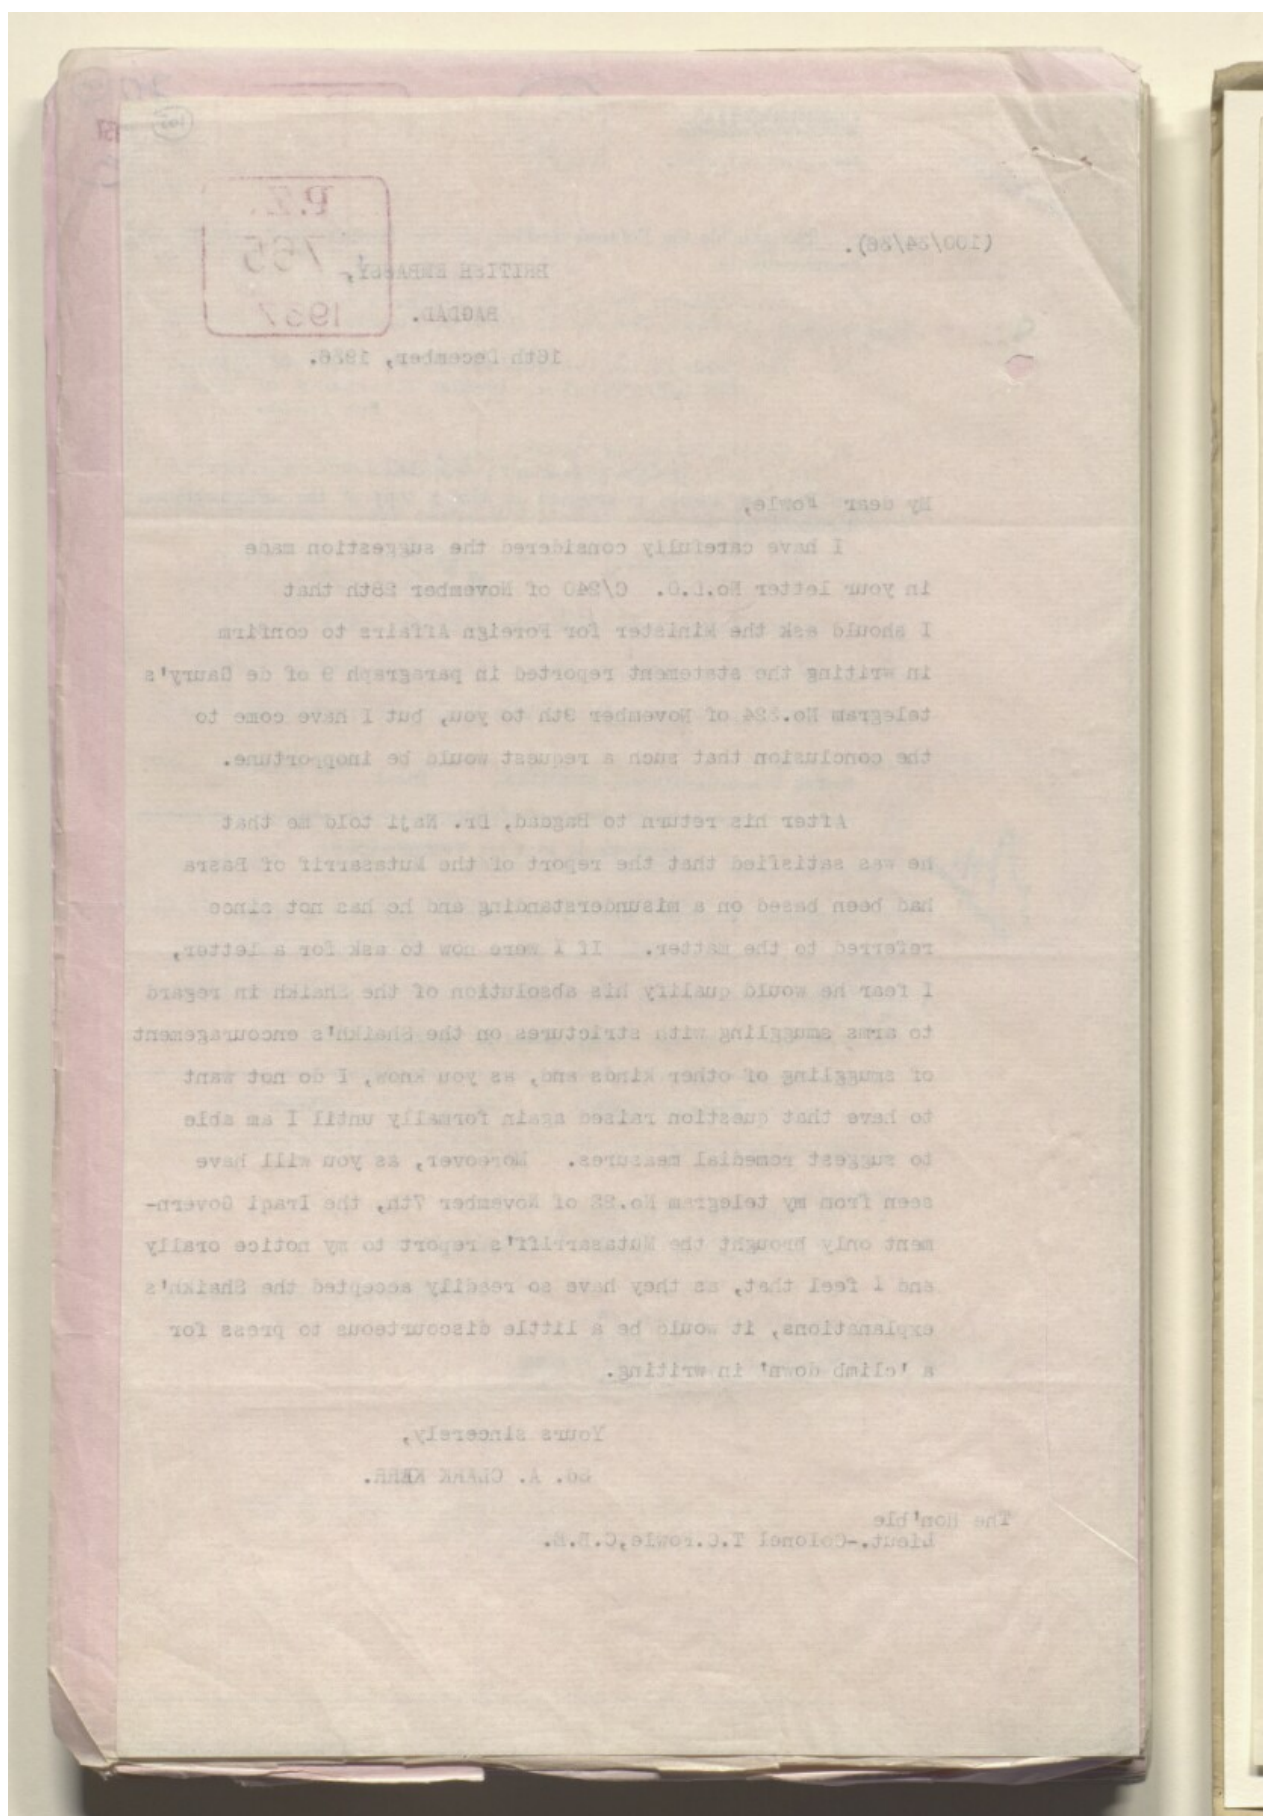 P.Z.
765
1937
(100/34/36).
BRITISH EMBASSY,
BAGDAD.
16th December, 1936.
My dear Fowle,
I have carefully considered the suggestion made
in your letter No.D.O. C/240 of November 28th that
I should ask the Minister for Foreign Affairs to confirm
in writing the statement reported in paragraph 9 of de Gaury's
telegram No.324 of November 9th to you, but I have come to
the conclusion that such a request would be inopportune.
After his return to Bagdad, Dr. Naji told me that
he was satisfied that the report of the Mutasarrif of Basra
had been based on a misunderstanding and he has not since
referred to the matter. If I were now to ask for a letter,
I fear he would qualify his absolution of the Shaikh in regard
to arms smuggling with strictures on the Shaikh's encouragement
of smuggling of other kinds and, as you know, I do not want
to have that question raised again formally until I am able
to suggest remedial measures. Moreover, as you will have
seen from my telegram No.22 of November 7th, the Iraqi Govern-
ment only brought the Mutasarrif's report to my notice orally
and I feel that, as they have so readily accepted the Shaikh's
explanations, it would be a little discourteous to press for
a 'climb down' in writing.
Yours sincerely,
Sd. A. CLARK KERR.
The Hon'ble
Lieut.-Colonel T.C.Fowle,C.B.E.